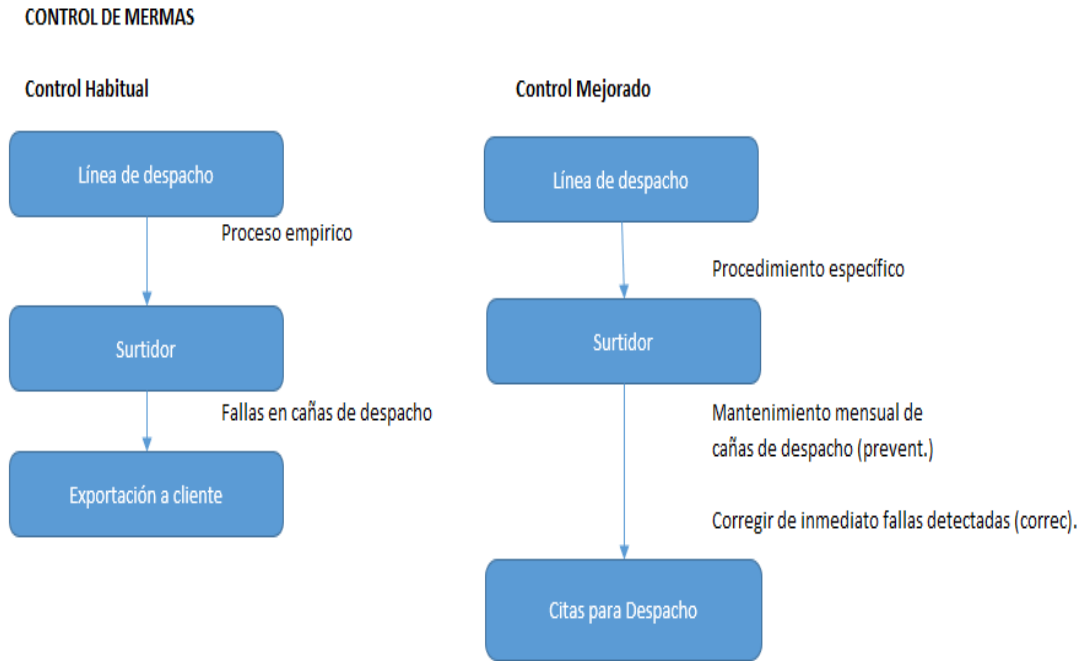 CONTROL DE MERMAS
Control Habitual
Línea de despacho
Proceso empirico
Surtidor
Fallas en cañas de despacho
Exportación a cliente
Control Mejorado
Línea de despacho
Procedimiento específico
Surtidor
Mantenimiento mensual de
cañas de despacho (prevent.)
Corregir de inmediato fallas detectadas (correc).
Citas para Despacho